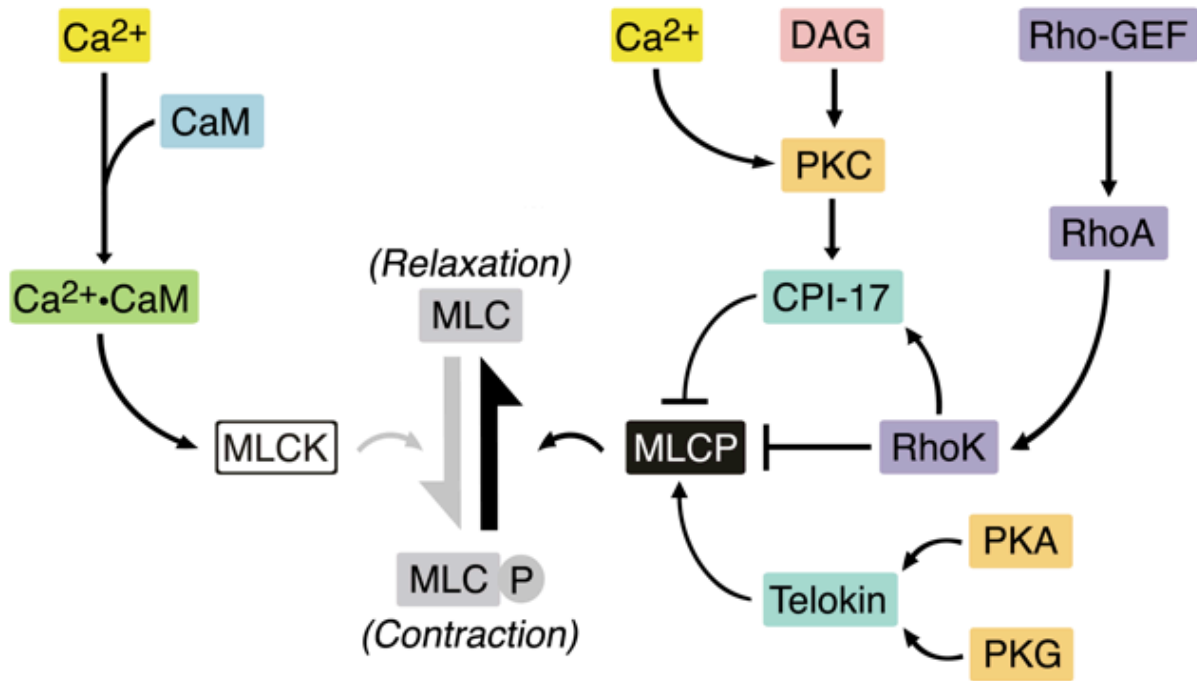 Ca²⁺
Ca²⁺
DAG
Rho-GEF
CaM
PKC
RhoA
(Relaxation)
Ca²⁺•CaM
MLC
CPI-17
MLCK
MLCP
RhoK
PKA
MLC P
Telokin
(Contraction)
PKG